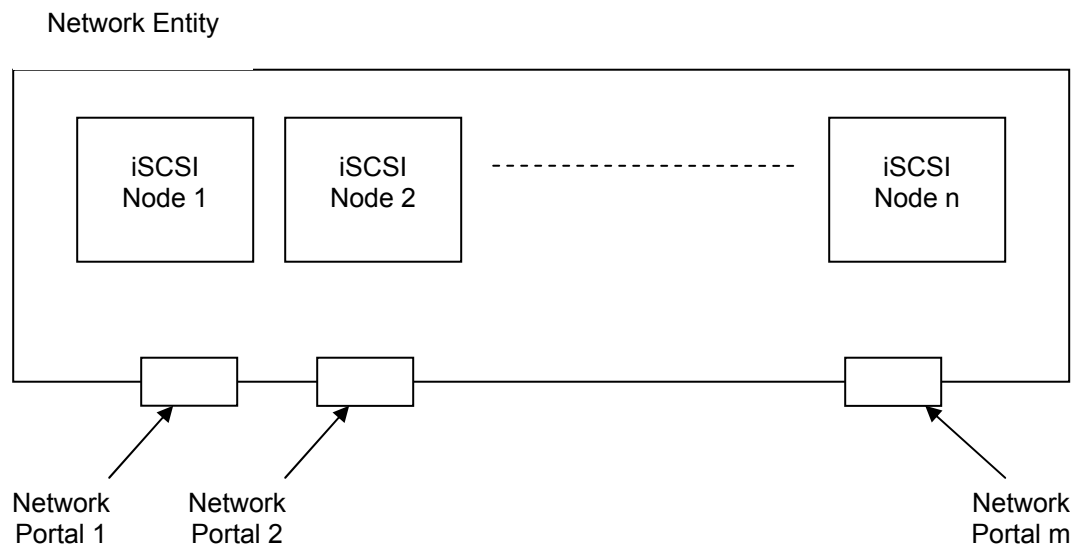 Network Entity
iSCSI
Node 1
iSCSI
Node 2
iSCSI
Node n
Network
Portal 1
Network
Portal 2
Network
Portal m